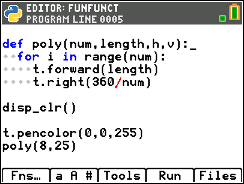 EDITOR: FUNFUNCT
PROGRAM LINE 0005
def poly(num,length,h,v):_
for i in range(num):
t.forward(length)
t.right(360/num)
disp_clr()
t.pencolor(0,0,255)
poly(8,25)
Fns… a A # Tools Run Files